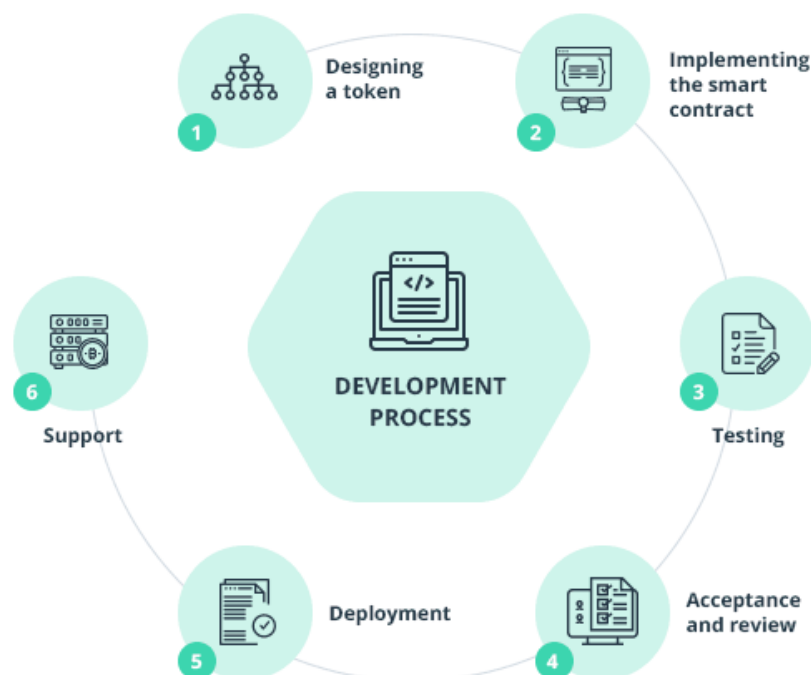 Designing
a token
1
Implementing
the smart
contract
2
</>
DEVELOPMENT
PROCESS
3
Testing
Acceptance
and review
4
Deployment
5
6
Support